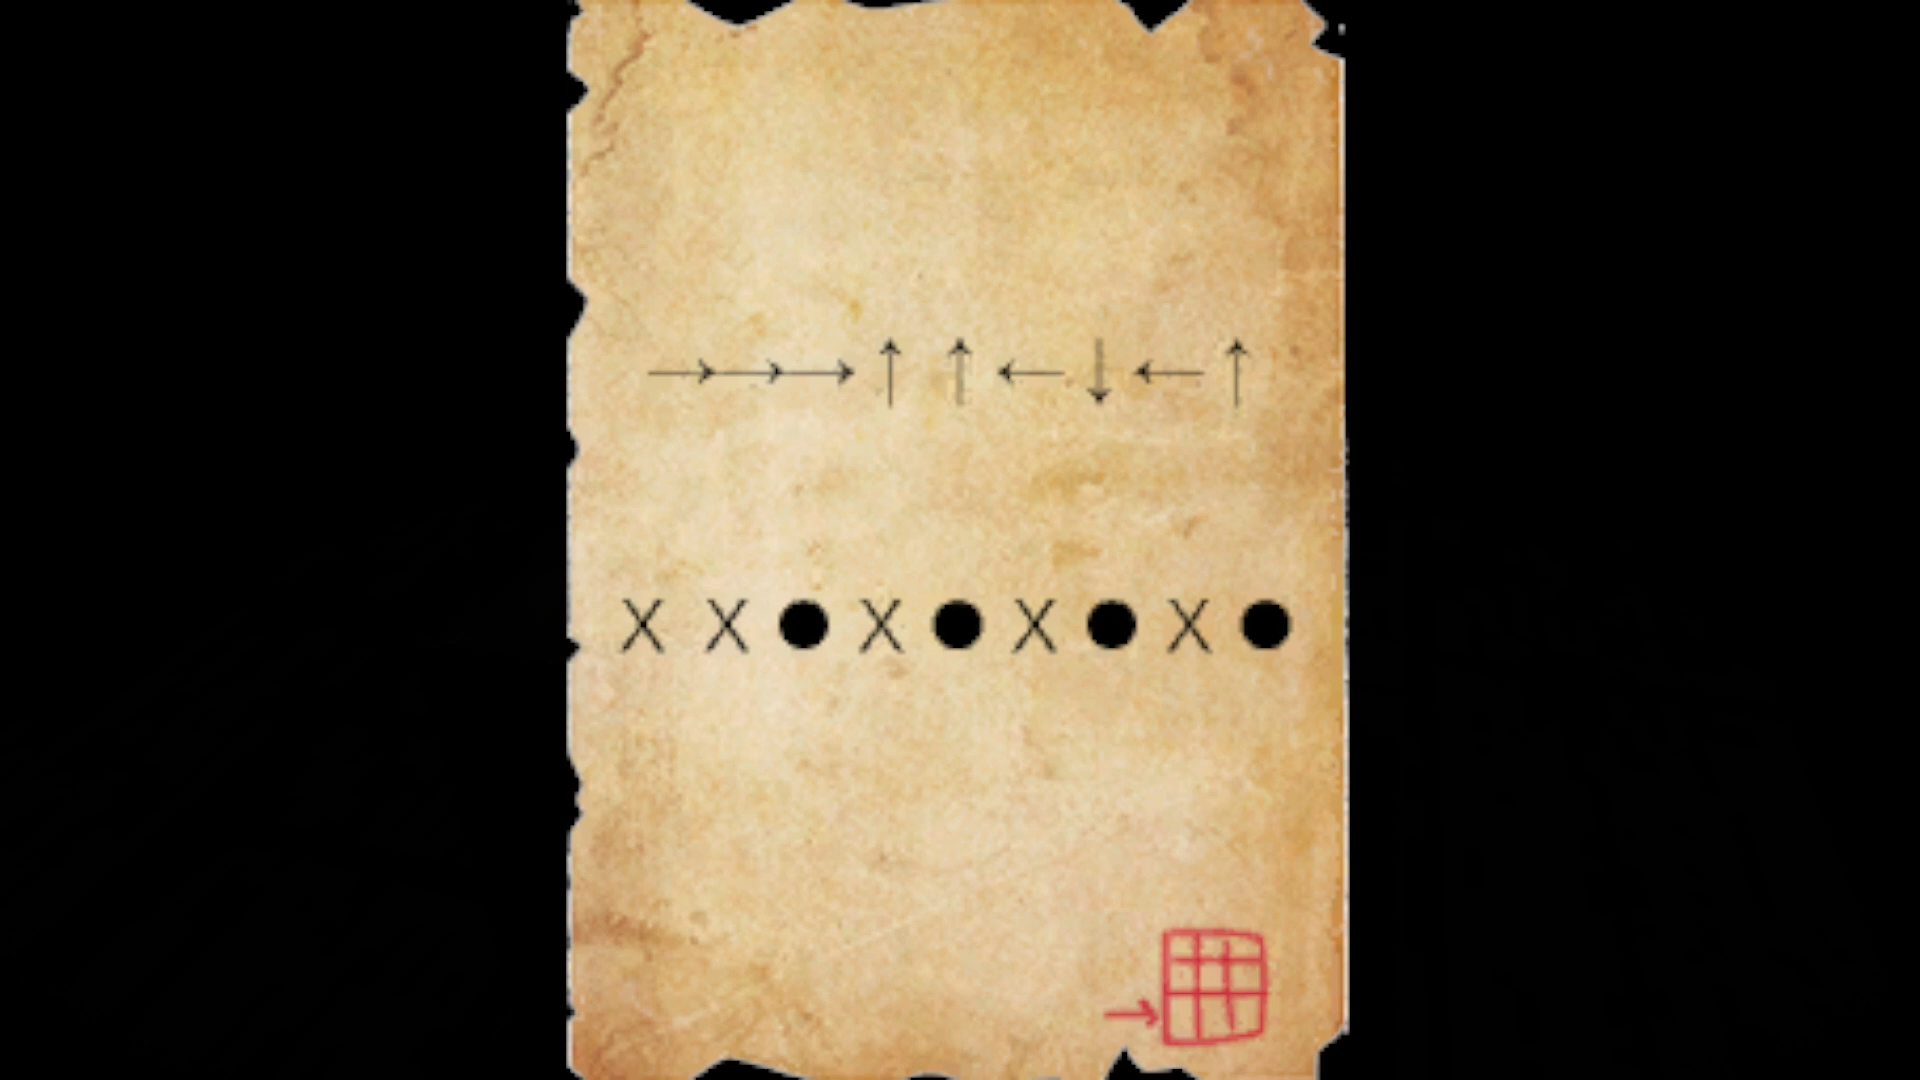 →→→↑↑←↓←↑
X X ● X ● X ● X ●